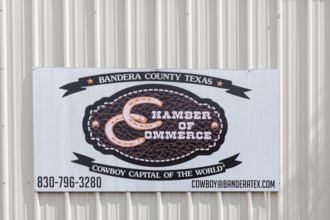 BANDERA COUNTY TEXAS
CHAMBER
OF
COMMERCE
COWBOY CAPITAL OF THE WORLD
830-796-3280
COWBOY@BANDERATEX.COM